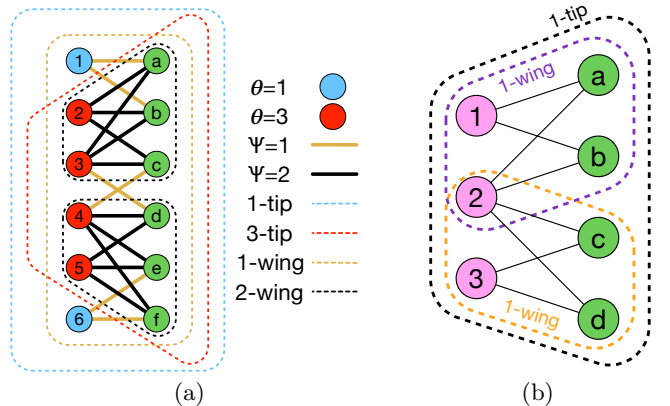 1 a
2 b
3 c
4 d
5 e
6 f
θ=1
θ=3
Ψ=1
Ψ=2
1-tip
3-tip
1-wing
2-wing
(a)
1-tip
1-wing
a
1
b
2
c
3
d
1-wing
(b)